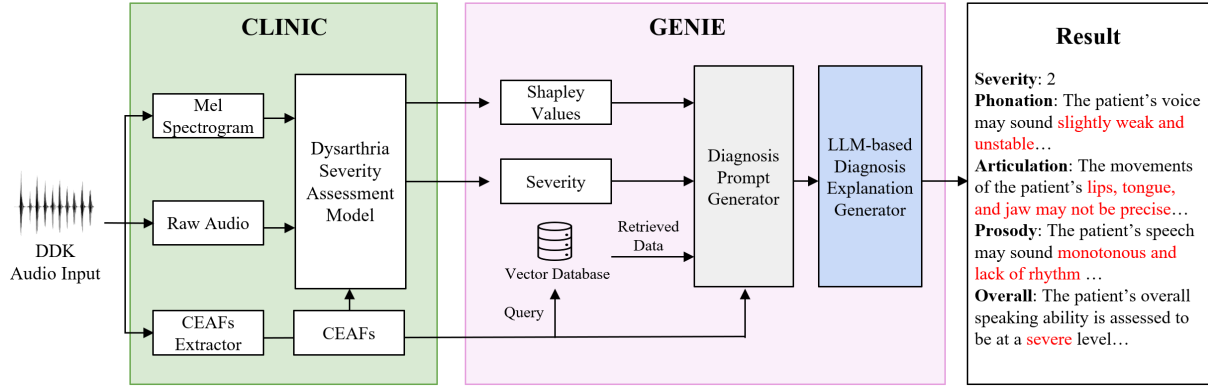 CLINIC
Mel
Spectrogram
Raw Audio
CEAFs
Extractor
Dysarthria
Severity
Assessment
Model
CEAFs
DDK
Audio Input
GENIE
Shapley
Values
Severity
Vector Database
Retrieved
Data
Query
Diagnosis
Prompt
Generator
LLM-based
Diagnosis
Explanation
Generator
Result
Severity: 2
Phonation: The patient’s voice
may sound slightly weak and
unstable…
Articulation: The movements
of the patient’s lips, tongue,
and jaw may not be precise…
Prosody: The patient’s speech
may sound monotonous and
lack of rhythm …
Overall: The patient’s overall
speaking ability is assessed to
be at a severe level…